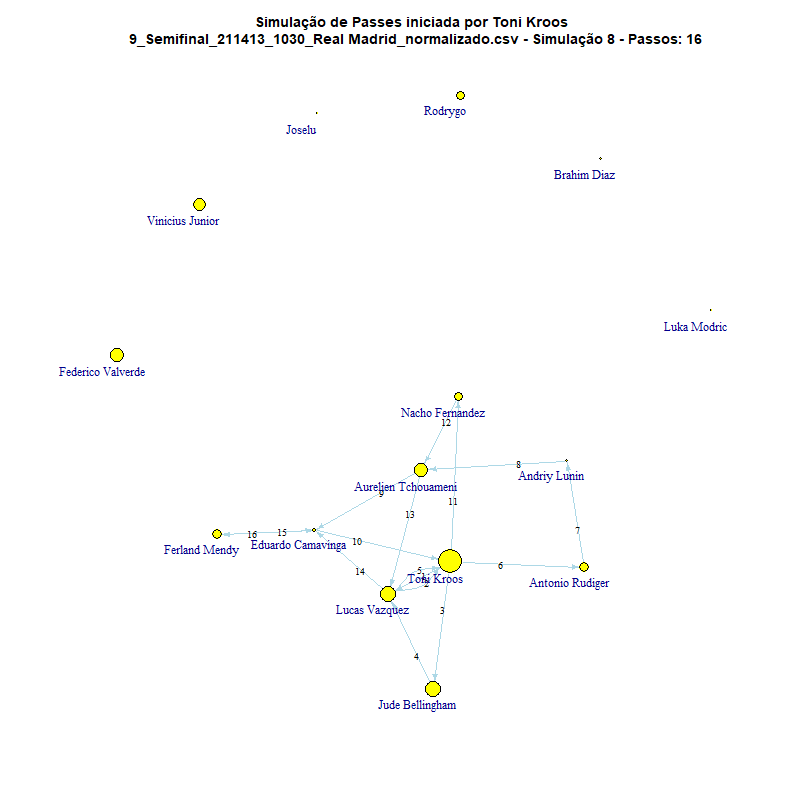 Simulação de Passes iniciada por Toni Kroos
9_Semifinal_211413_1030_Real Madrid_normalizado.csv - Simulação 8 - Passos: 16
Rodrygo
Joselu
Brahim Diaz
Vinicius Junior
Luka Modric
Federico Valverde
Nacho Fernandez
12
8
Andriy Lunin
Aurelien Tchouameni
9
11
13
7
16
15
Eduardo Camavinga
10
Ferland Mendy
6
14
5
Toni Kroos
2
Antonio Rudiger
Lucas Vazquez
3
4
Jude Bellingham